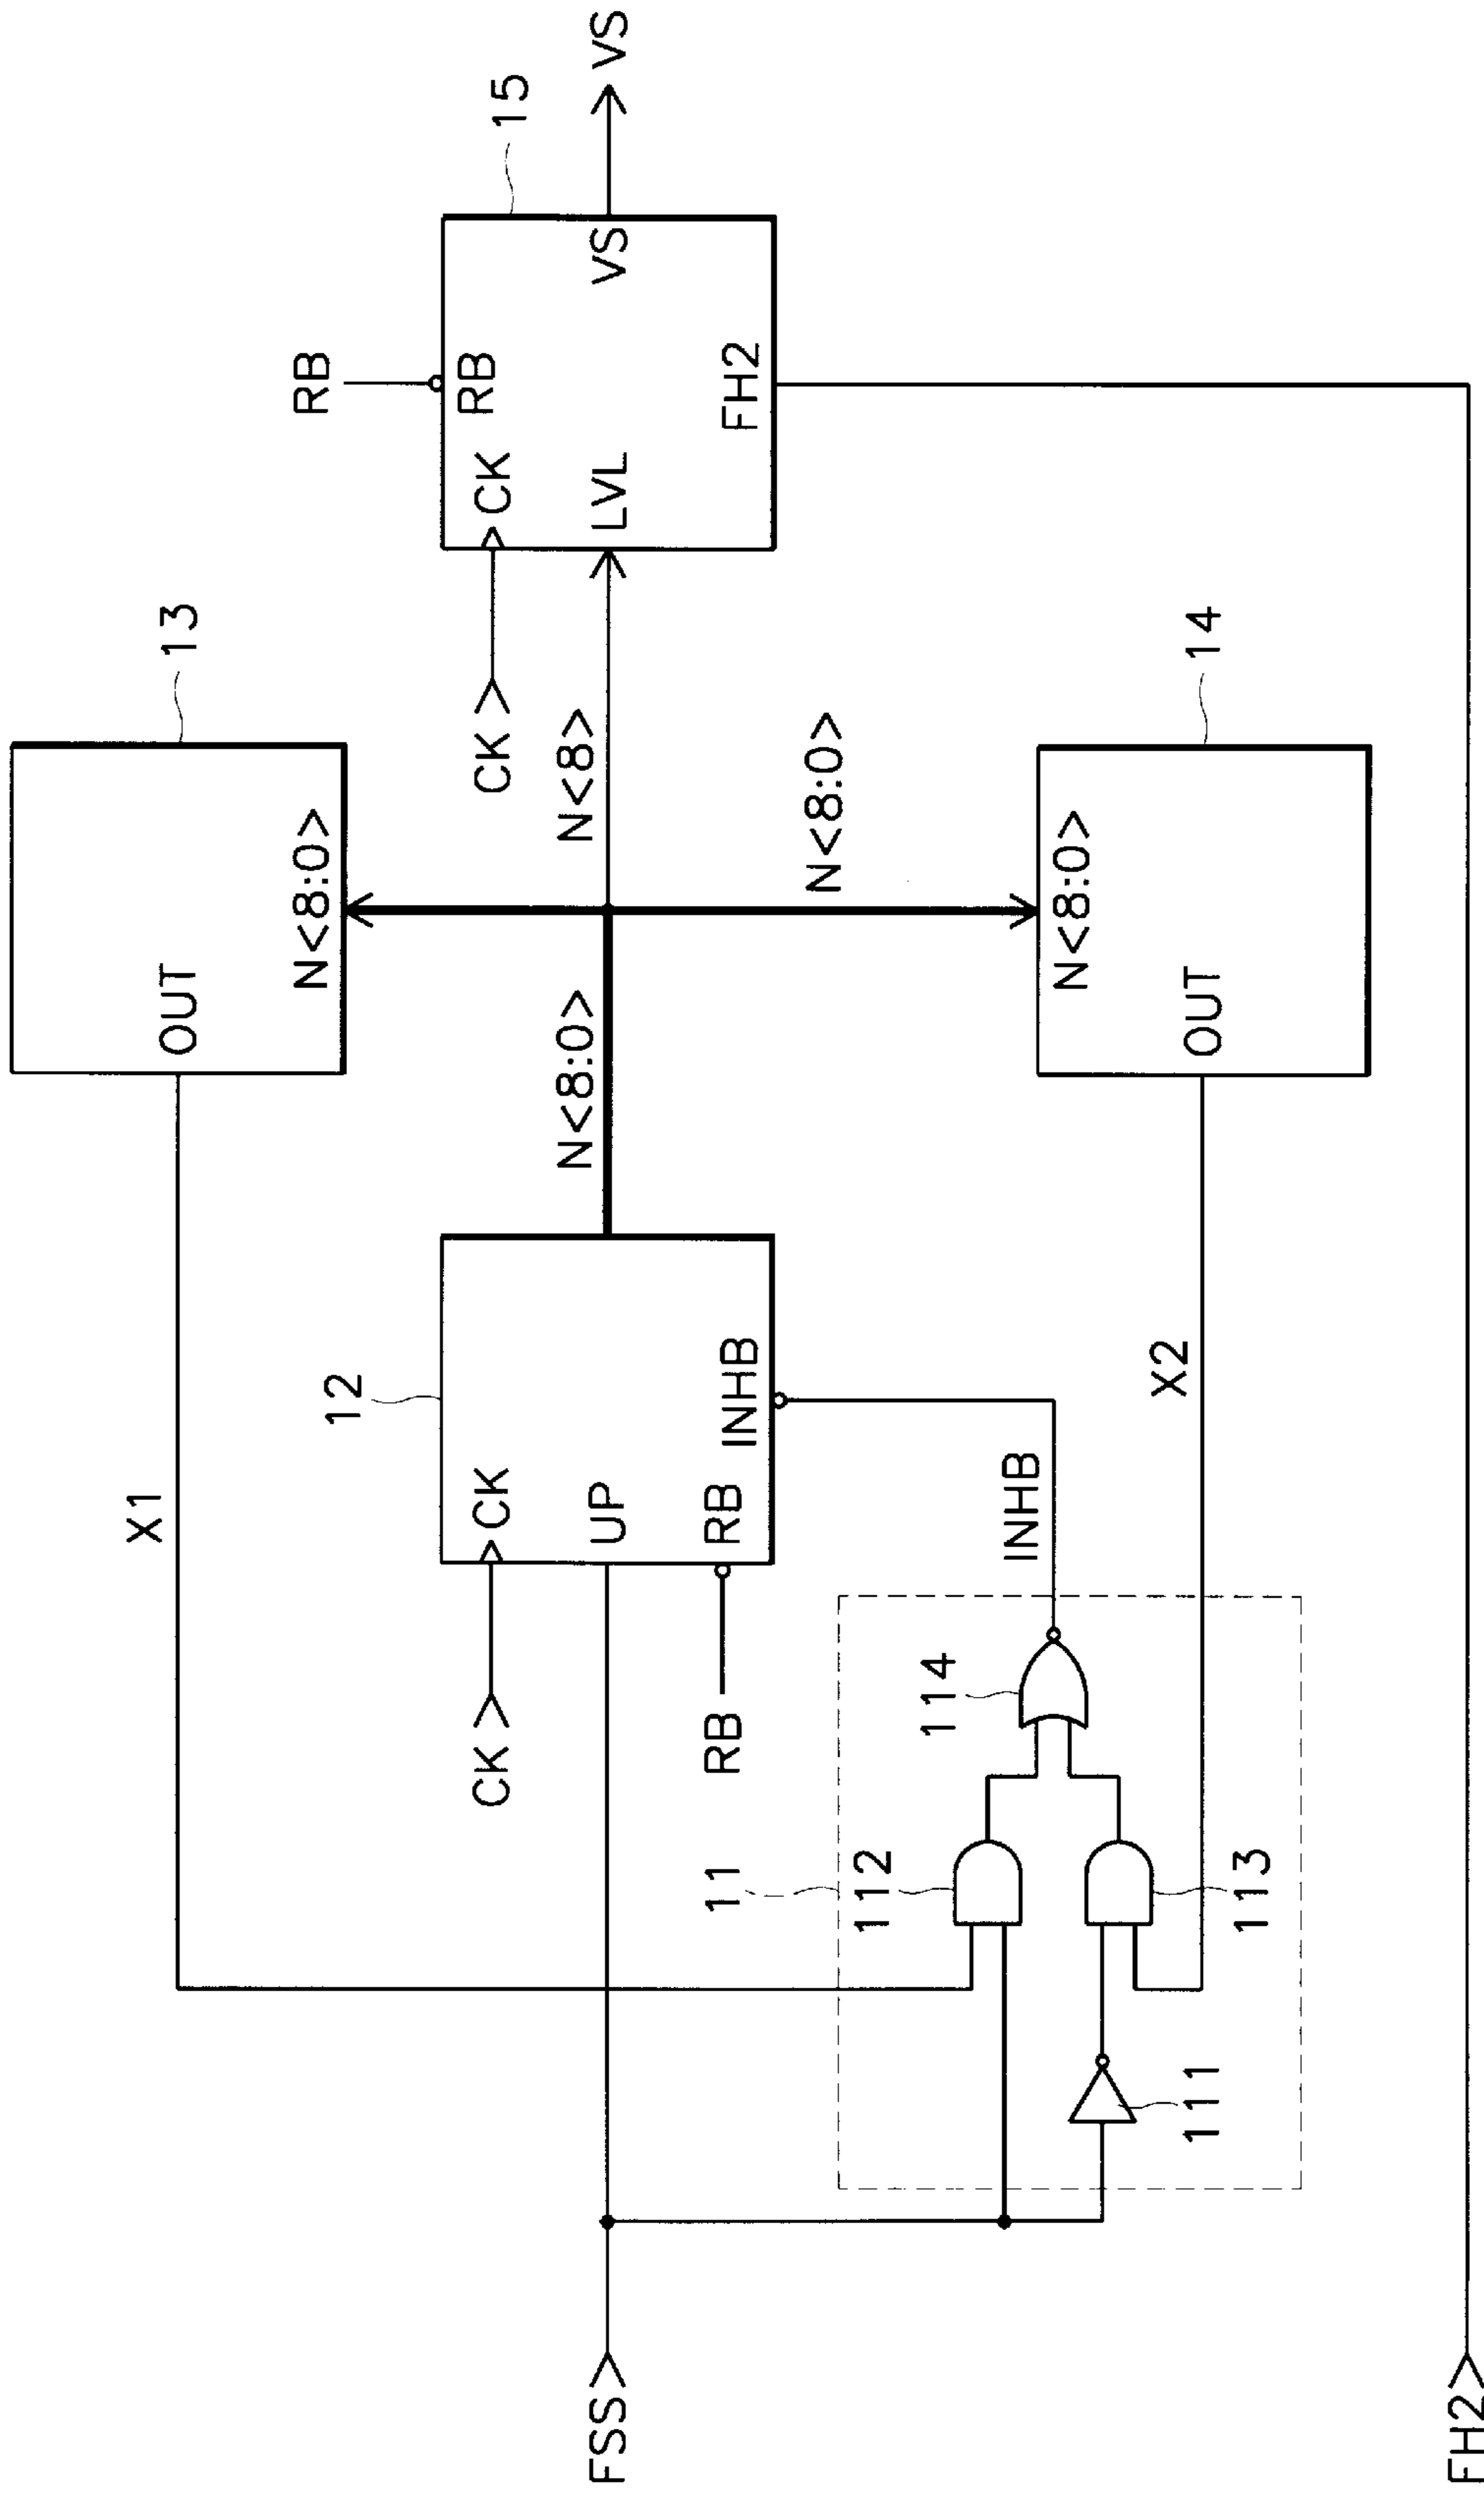 13
OUT
N<8:0>
X1
12
CK >
CK
UP
RB
RB
INHB
N<8:0>
N<8>
CK >
CK
RB
RB
15
LVL
VS
VS
FH2
N<8:0>
FSS>
11
112
114
INHB
111
113
X2
N<8:0>
OUT
14
FH2>